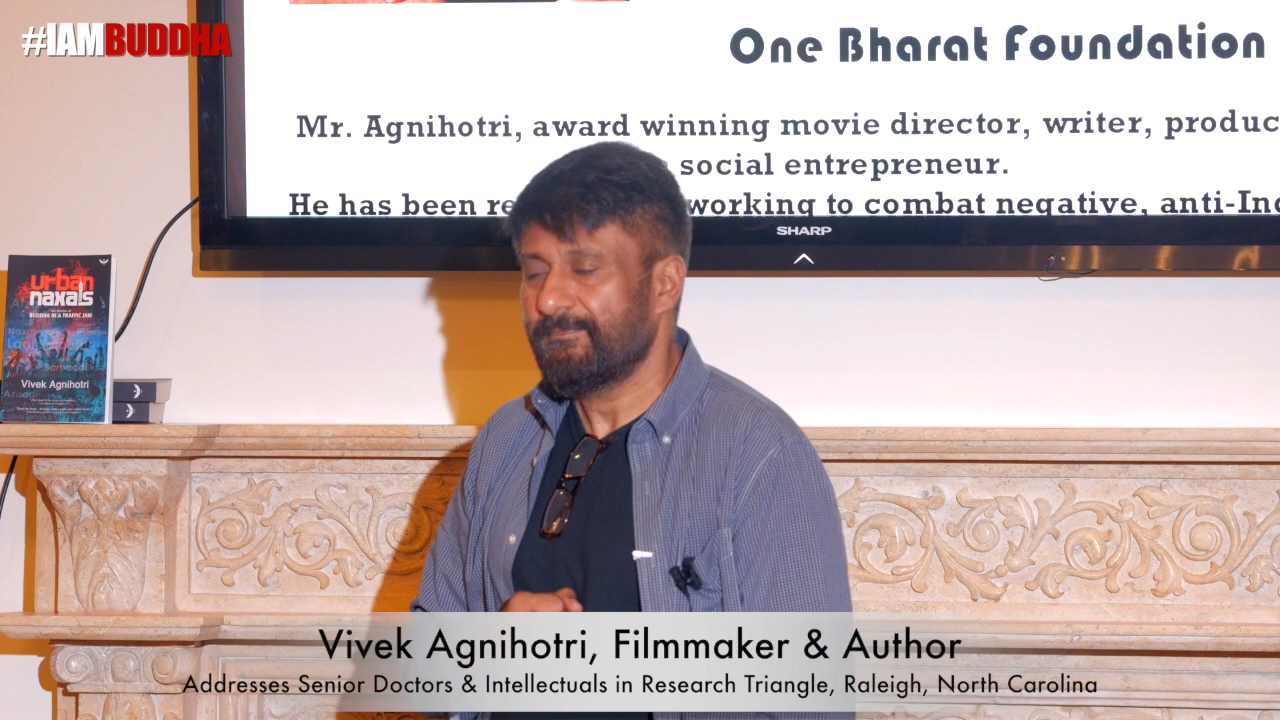 #IAMBUDDHA
One Bharat Foundation
Mr. Agnihotri, award winning movie director, writer, produc
social entrepreneur.
He has been re working to combat negative, anti-Ind
SHARP
urban
naxals
BUDDHA IN A TRAFFIC JAM
Vivek Agnihotri
Vivek Agnihotri, Filmmaker & Author
Addresses Senior Doctors & Intellectuals in Research Triangle, Raleigh, North Carolina